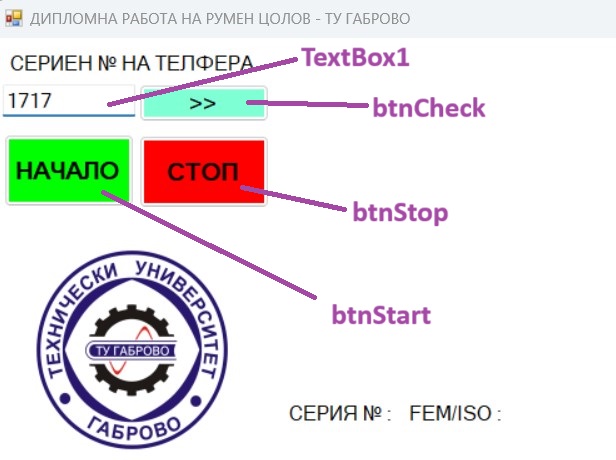 ДИПЛОМНА РАБОТА НА РУМЕН ЦОЛОВ - ТУ ГАБРОВО
СЕРИЕН № НА ТЕЛФЕРА
TextBox1
1717
>>
btnCheck
НАЧАЛО
СТОП
btnStop
btnStart
ТЕХНИЧЕСКИ УНИВЕРСИТЕТ
ТУ ГАБРОВО
ГАБРОВО
СЕРИЯ № : FEM/ISO :